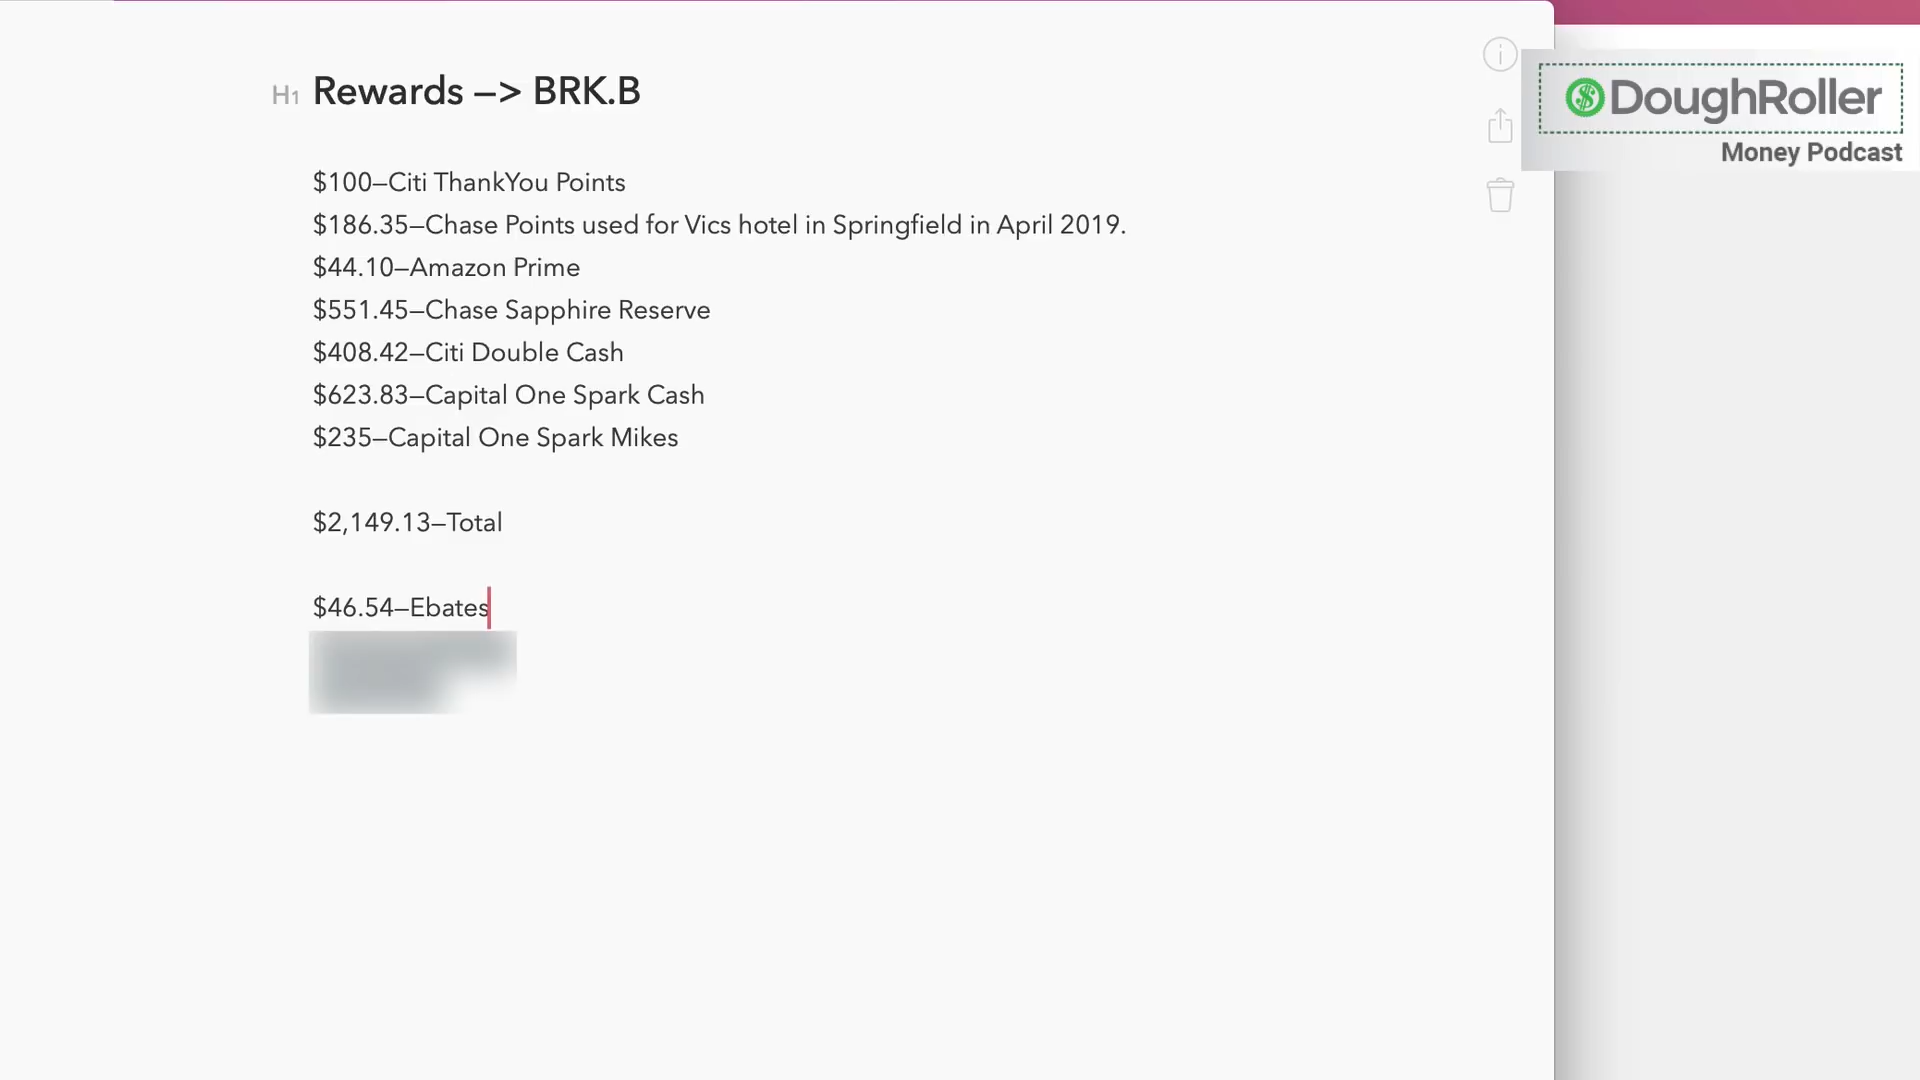 H1 Rewards —> BRK.B
$100—Citi ThankYou Points
$186.35—Chase Points used for Vics hotel in Springfield in April 2019.
$44.10—Amazon Prime
$551.45—Chase Sapphire Reserve
$408.42—Citi Double Cash
$623.83—Capital One Spark Cash
$235—Capital One Spark Mikes
$2,149.13—Total
$46.54—Ebates
DoughRoller
Money Podcast